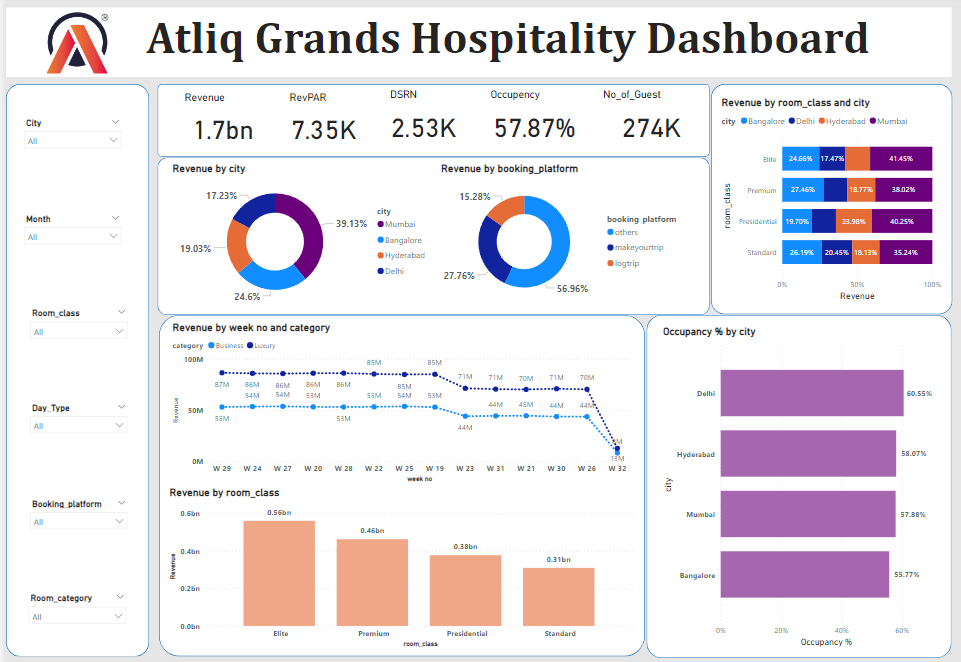 Atliq Grands Hospitality Dashboard
City
All
Month
All
Room_class
All
Day_Type
All
Booking_platform
All
Room_category
All
Revenue RevPAR DSRN Occupancy No_of_Guest
1.7bn 7.35K 2.53K 57.87% 274K
Revenue by city
17.23%
39.13%
19.03%
24.6%
city
Mumbai
Bangalore
Hyderabad
Delhi
Revenue by booking_platform
15.28%
27.76%
56.96%
booking_platform
others
makeyourtrip
logtrip
Revenue by room_class and city
city Bangalore Delhi Hyderabad Mumbai
room_class
Elite 24.66% 17.47% 41.45%
Premium 27.46% 18.77% 38.02%
Presidential 19.70% 23.98% 40.25%
Standard 26.19% 20.45% 18.13% 35.24%
0% 50% 100%
Revenue
Revenue by week no and category
category Business Luxury
Revenue
100M
50M
0M
87M 86M 86M 86M 86M 85M 85M 85M 71M 71M 70M 71M 70M
53M 54M 54M 53M 53M 53M 54M 53M 44M 44M 45M 44M 44M
13M
W 29 W 24 W 27 W 20 W 28 W 22 W 25 W 19 W 23 W 31 W 21 W 30 W 26 W 32
week no
Revenue by room_class
Revenue
0.6bn
0.4bn
0.2bn
0.0bn
0.56bn 0.46bn 0.38bn 0.31bn
Elite Premium Presidential Standard
room_class
Occupancy % by city
city
Delhi 60.55%
Hyderabad 58.07%
Mumbai 57.88%
Bangalore 55.77%
0% 20% 40% 60%
Occupancy %